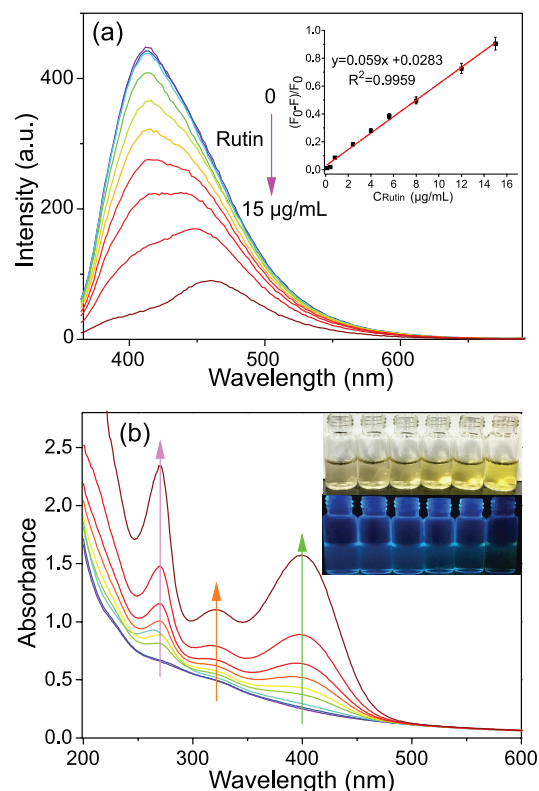 (a)
400
200
0
Intensity (a.u.)
400
500
600
Wavelength (nm)
0
Rutin
15 μg/mL
1.0
0.8
0.6
0.4
0.2
0.0
(F0-F)/F0
y=0.059x +0.0283
R²=0.9959
0 2 4 6 8 10 12 14 16
CRutin (μg/mL)
(b)
2.5
2.0
1.5
1.0
0.5
0.0
Absorbance
200
300
400
500
600
Wavelength (nm)